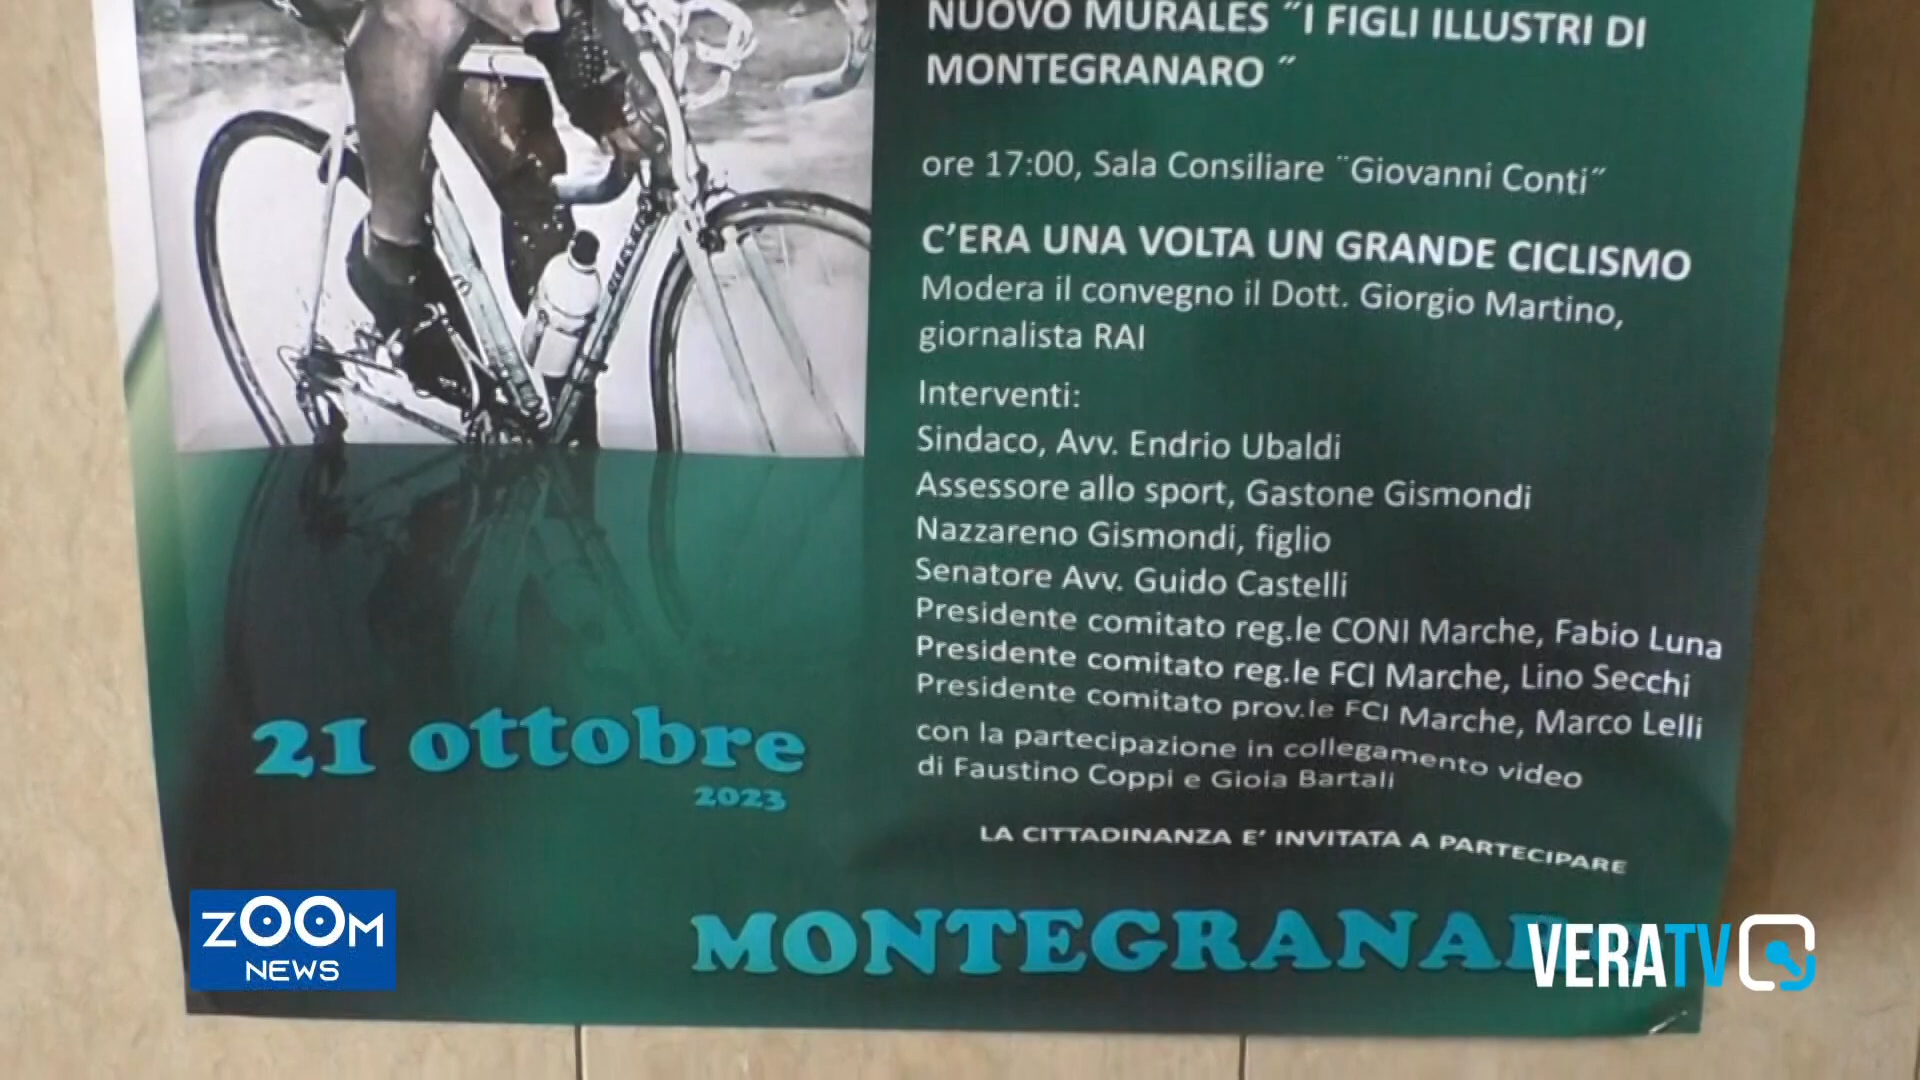 NUOVO MURALES ˝I FIGLI ILLUSTRI DI
MONTEGRANARO ˝
ore 17:00, Sala Consiliare ¨Giovanni Conti˝
C'ERA UNA VOLTA UN GRANDE CICLISMO
Modera il convegno il Dott. Giorgio Martino,
giornalista RAI
Interventi:
Sindaco, Avv. Endrio Ubaldi
Assessore allo sport, Gastone Gismondi
Nazzareno Gismondi, figlio
Senatore Avv. Guido Castelli
Presidente comitato reg.le CONI Marche, Fabio Luna
Presidente comitato reg.le FCI Marche, Lino Secchi
Presidente comitato prov.le FCI Marche, Marco Lelli
con la partecipazione in collegamento video
di Faustino Coppi e Gioia Bartali
LA CITTADINANZA E' INVITATA A PARTECIPARE
21 ottobre
2023
MONTEGRANAR
ZOOM
NEWS
VERATV